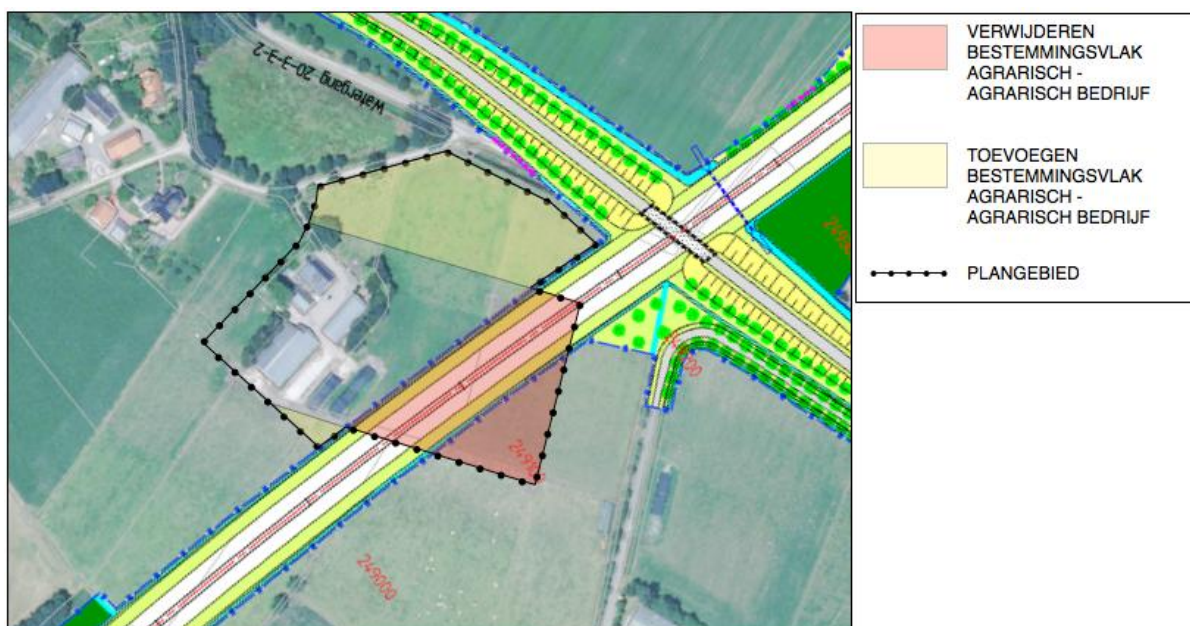 Watergang 20-3-3-2
249000
VERWIJDEREN
BESTEMMINGSVLAK
AGRARISCH -
AGRARISCH BEDRIJF
TOEVOEGEN
BESTEMMINGSVLAK
AGRARISCH -
AGRARISCH BEDRIJF
PLANGEBIED